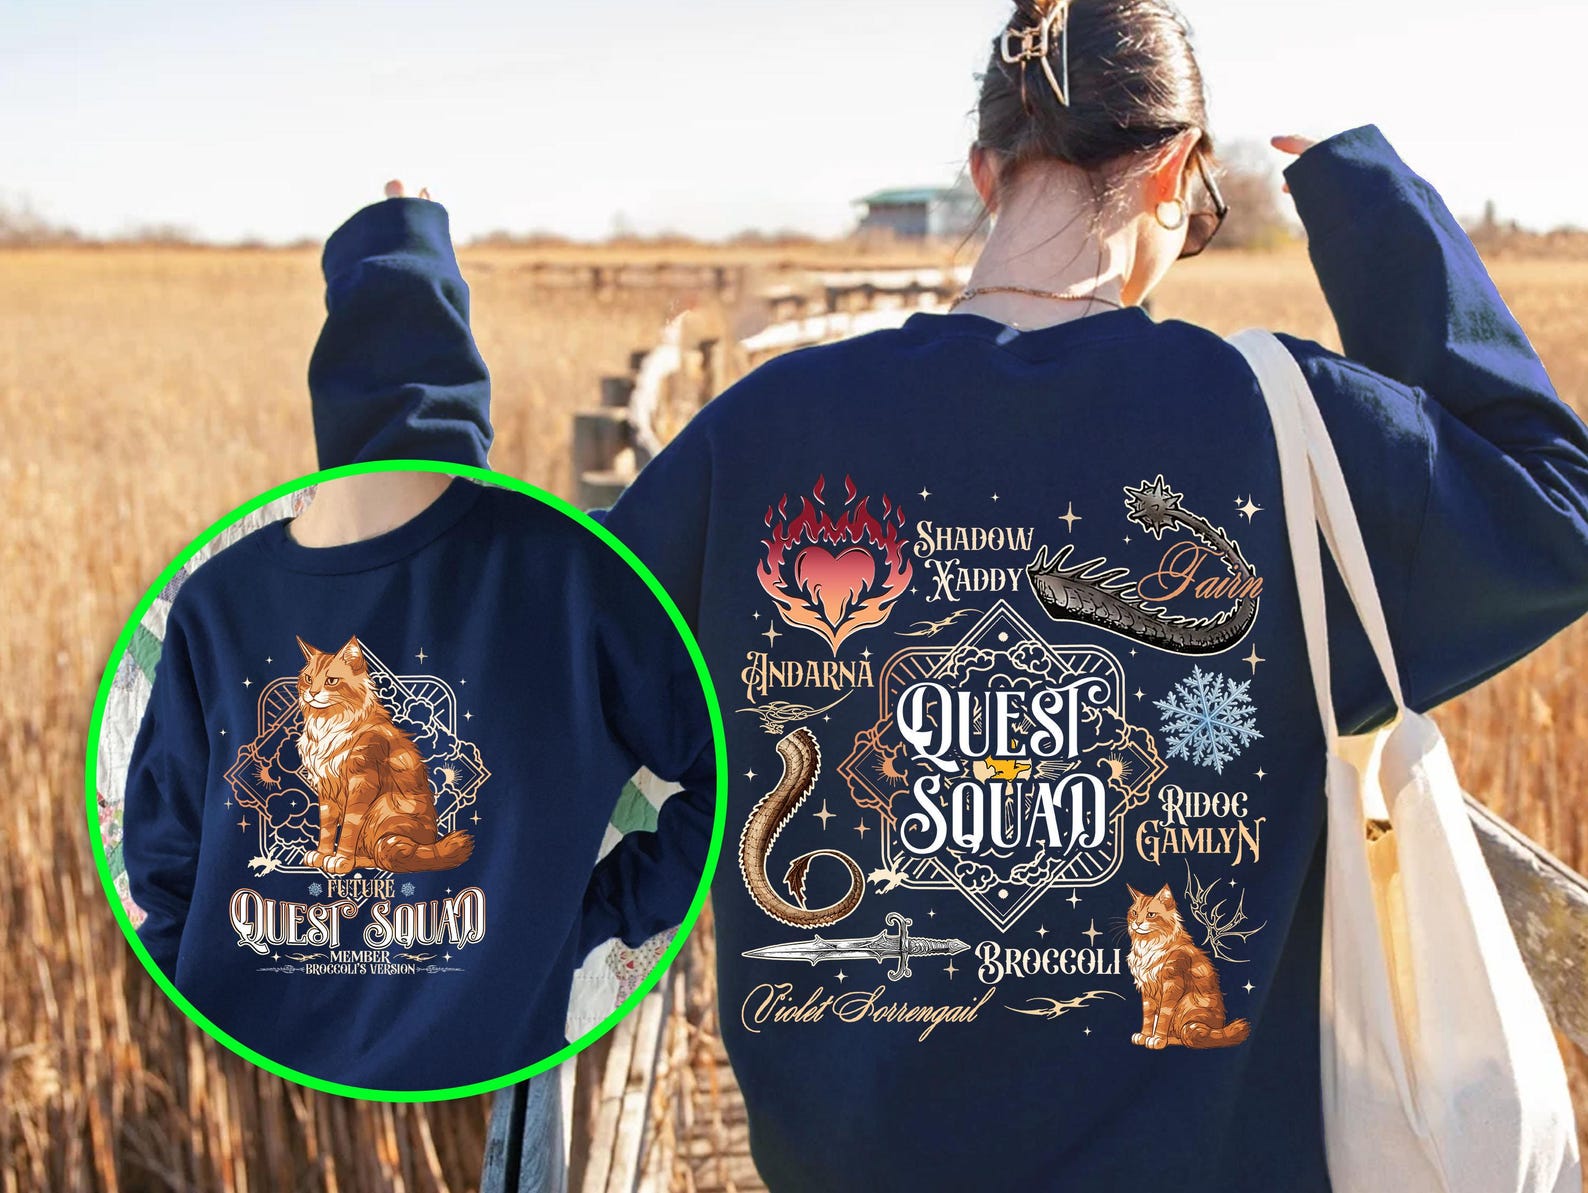 FUTURE
QUEST SQUAD
MEMBER
BROCCOLI'S VERSION
SHADOW
XADDY
Tairn
ANDARNA
QUEST
SQUAD
RIDOC
GAMLYN
BROCCOLI
Violet Sorrengail